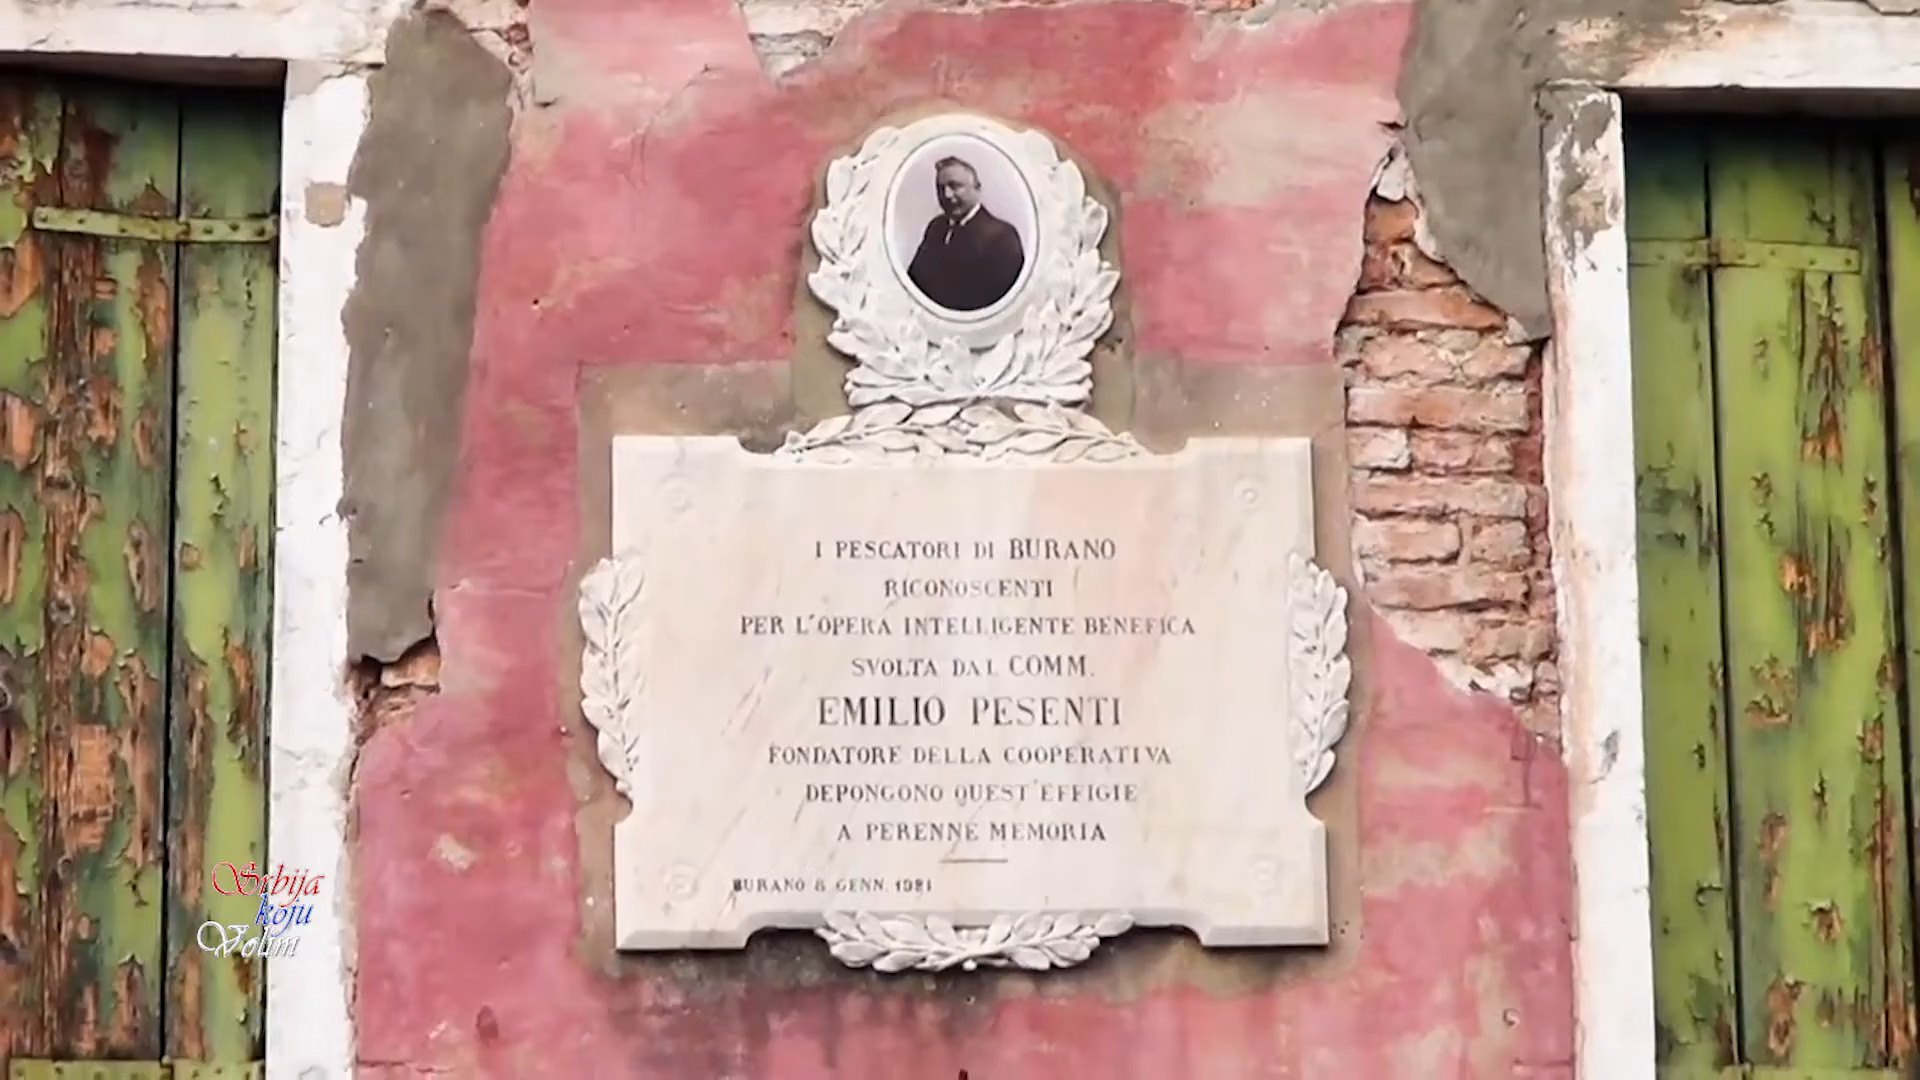 I PESCATORI DI BURANO
RICONOSCENTI
PER L'OPERA INTELLIGENTE BENEFICA
SVOLTA DAL COMM.
EMILIO PESENTI
FONDATORE DELLA COOPERATIVA
DEPONGONO QUEST'EFFIGIE
A PERENNE MEMORIA
BURANO 8 GENN. 1921
Srbija
koju
Volim